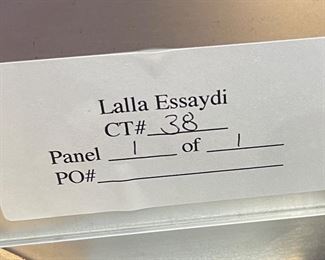 Lalla Essaydi
CT# 38
Panel 1 of 1
PO#